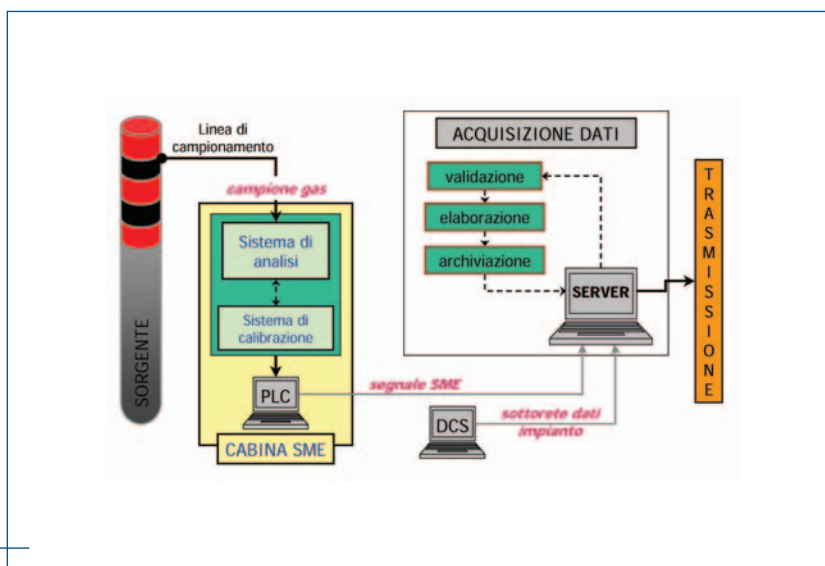 Linea di
campionamento
campione gas
SORGENTE
Sistema di
analisi
Sistema di
calibrazione
PLC
CABINA SME
segnale SME
DCS
sottorete dati
impianto
ACQUISIZIONE DATI
validazione
elaborazione
archiviazione
SERVER
TRASMISSIONE